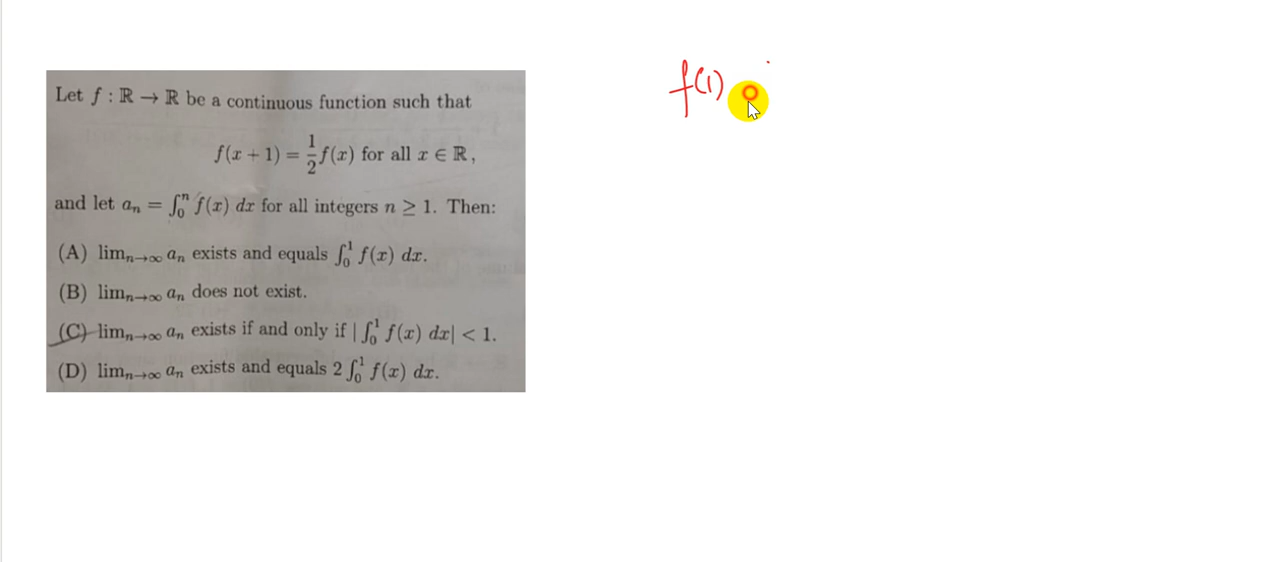 Let f : ℝ → ℝ be a continuous function such that
f(x + 1) = 1/2 f(x) for all x ∈ ℝ,
and let aₙ = ∫₀ⁿ f(x) dx for all integers n ≥ 1. Then:
(A) limₙ→∞ aₙ exists and equals ∫₀¹ f(x) dx.
(B) limₙ→∞ aₙ does not exist.
(C) limₙ→∞ aₙ exists if and only if |∫₀¹ f(x) dx| < 1.
(D) limₙ→∞ aₙ exists and equals 2 ∫₀¹ f(x) dx.
f(1)